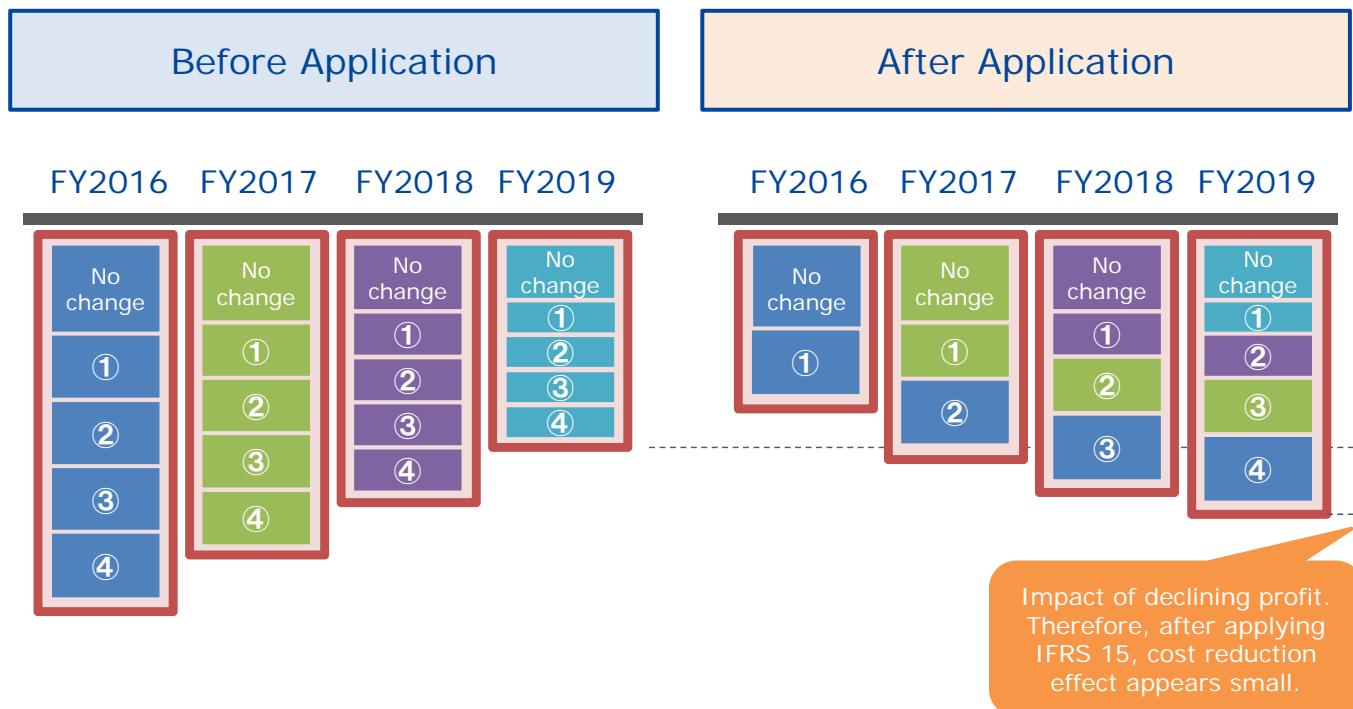 Before Application
After Application
FY2016 FY2017 FY2018 FY2019
No
change
①
②
③
④
No
change
①
②
③
④
No
change
①
②
③
④
No
change
①
②
③
④
FY2016 FY2017 FY2018 FY2019
No
change
①
No
change
①
②
No
change
①
②
③
No
change
①
②
③
④
Impact of declining profit.
Therefore, after applying
IFRS 15, cost reduction
effect appears small.